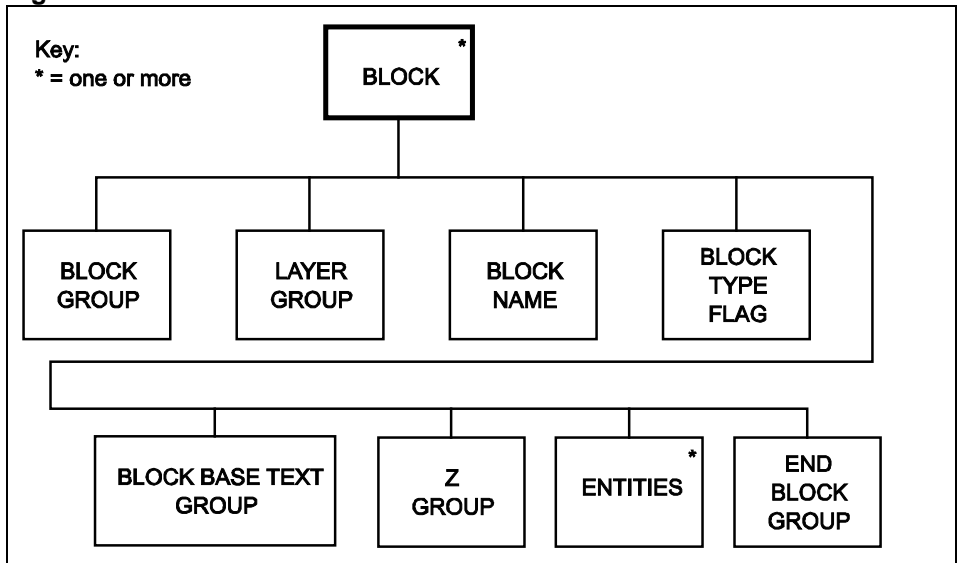 Key:
* = one or more
*
BLOCK
BLOCK
GROUP
LAYER
GROUP
BLOCK
NAME
BLOCK
TYPE
FLAG
BLOCK BASE TEXT
GROUP
Z
GROUP
*
ENTITIES
END
BLOCK
GROUP